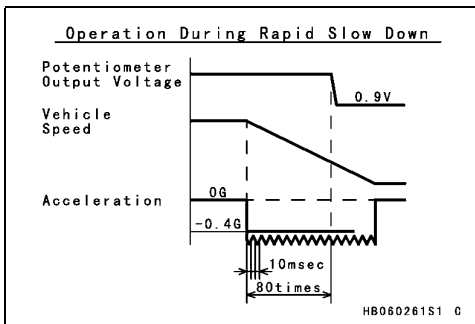 Operation During Rapid Slow Down
Potentiometer
Output Voltage
0.9V
Vehicle
Speed
0G
Acceleration
-0.4G
10msec
80times
HB060261S1 C